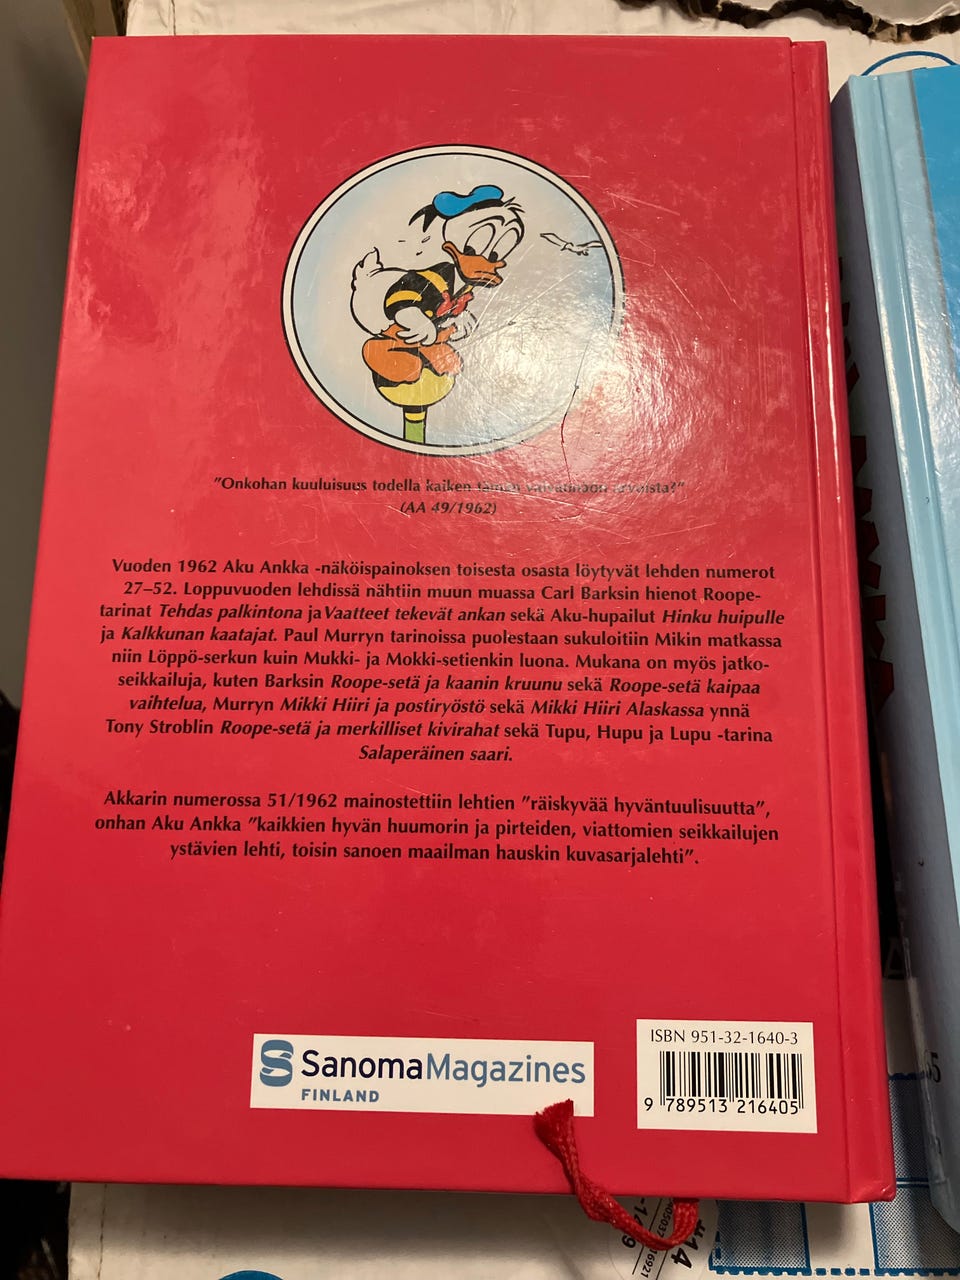 "Onkohan kuuluisuus todella kaiken tämän vaivannäön arvoista?"
(AA 49/1962)
Vuoden 1962 Aku Ankka -näköispainoksen toisesta osasta löytyvät lehden numerot
27–52. Loppuvuoden lehdissä nähtiin muun muassa Carl Barksin hienot Roope-
tarinat Tehdas palkintona ja Vaatteet tekevät ankan sekä Aku-hupailut Hinku huipulle
ja Kalkkunan kaatajat. Paul Murryn tarinoissa puolestaan sukuloitiin Mikin matkassa
niin Löppö-serkun kuin Mukki- ja Mokki-setienkin luona. Mukana on myös jatko-
seikkailuja, kuten Barksin Roope-setä ja kaanin kruunu sekä Roope-setä kaipaa
vaihtelua, Murryn Mikki Hiiri ja postiryöstö sekä Mikki Hiiri Alaskassa ynnä
Tony Stroblin Roope-setä ja merkilliset kivirahat sekä Tupu, Hupu ja Lupu -tarina
Salaperäinen saari.
Akkarin numerossa 51/1962 mainostettiin lehtien "räiskyvää hyväntuulisuutta",
onhan Aku Ankka "kaikkien hyvän huumorin ja pirteiden, viattomien seikkailujen
ystävien lehti, toisin sanoen maailman hauskin kuvasarjalehti".
SanomaMagazines
FINLAND
ISBN 951-32-1640-3
9 789513 216405
#14